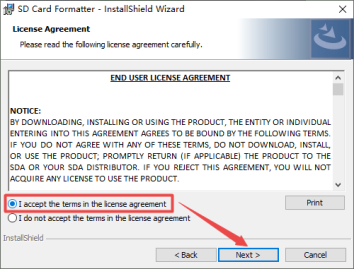 SD Card Formatter - InstallShield Wizard
License Agreement
Please read the following license agreement carefully.
END USER LICENSE AGREEMENT
NOTICE:
BY DOWNLOADING, INSTALLING OR USING THE PRODUCT, THE ENTITY OR INDIVIDUAL
ENTERING INTO THIS AGREEMENT AGREES TO BE BOUND BY THE FOLLOWING TERMS.
IF YOU DO NOT AGREE WITH ANY OF THESE TERMS, DO NOT DOWNLOAD, INSTALL,
OR USE THE PRODUCT; PROMPTLY RETURN (IF APPLICABLE) THE PRODUCT TO THE
SDA OR YOUR SDA DISTRIBUTOR. IF YOU REJECT THIS AGREEMENT, YOU WILL NOT
ACQUIRE ANY LICENSE TO USE THE PRODUCT.
I accept the terms in the license agreement
Print
I do not accept the terms in the license agreement
InstallShield
< Back
Next >
Cancel